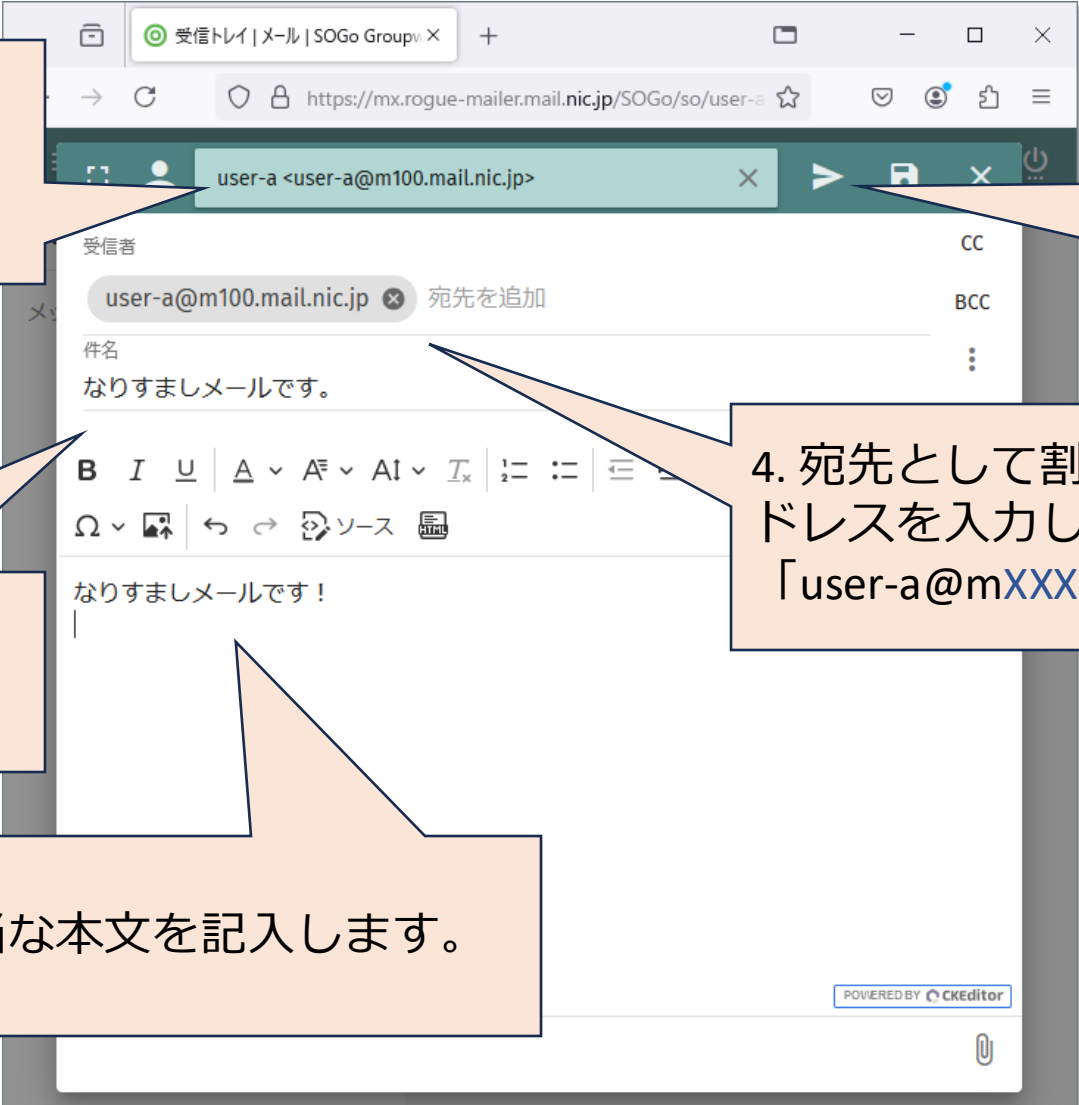 受信トレイ | メール | SOGo Groupw
https://mx.rogue-mailer.mail.nic.jp/SOGo/so/user-a
user-a <user-a@m100.mail.nic.jp>
受信者
CC
user-a@m100.mail.nic.jp 宛先を追加
BCC
件名
なりすましメールです。
B I U A A AI Tx ソース
4. 宛先として割
ドレスを入力し
「user-a@mXXX
なりすましメールです！
な本文を記入します。
POWERED BY CKEditor